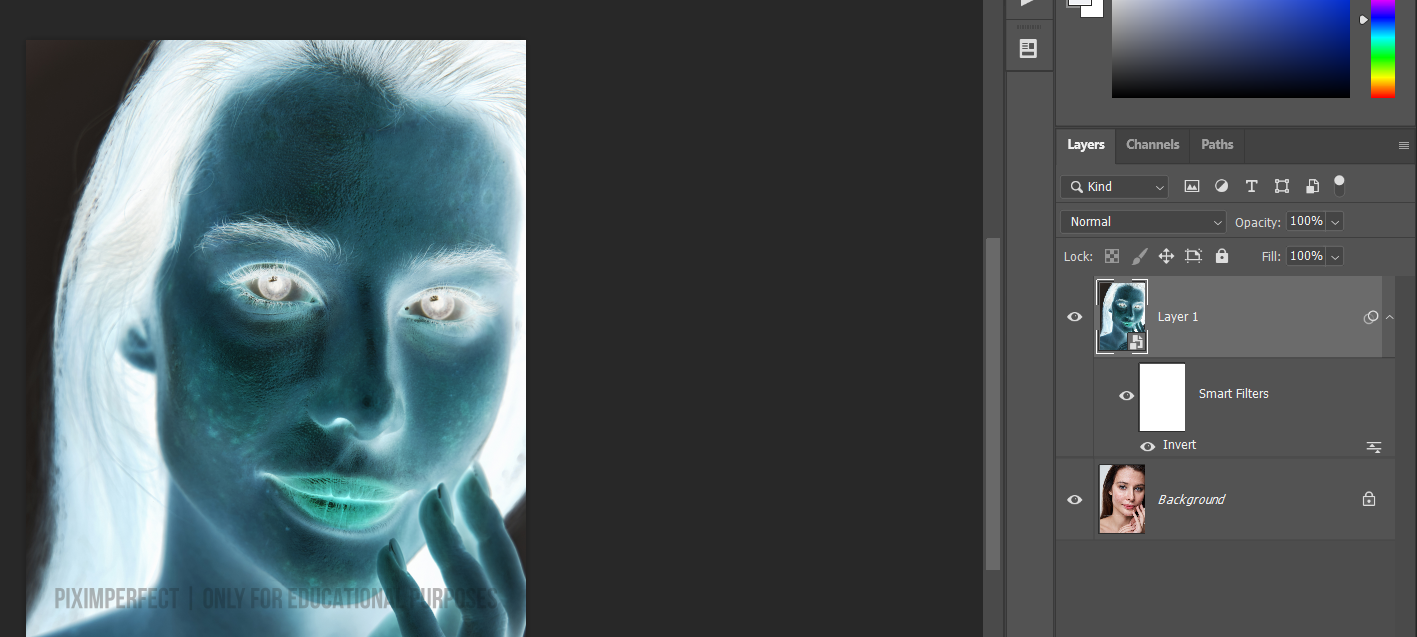 Layers Channels Paths
Kind
Normal Opacity: 100%
Lock: Fill: 100%
Layer 1
Smart Filters
Invert
Background
PIXIMPERFECT | ONLY FOR EDUCATIONAL PURPOSES